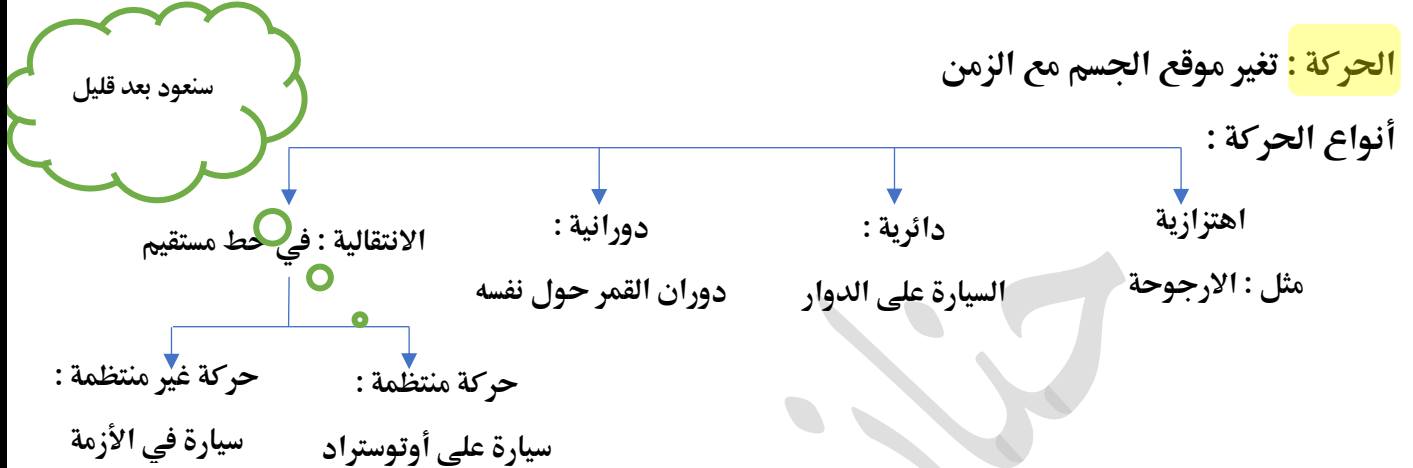 الحركة : تغير موقع الجسم مع الزمن
سنعود بعد قليل
أنواع الحركة :
اهتزازية
مثل : الارجوحة
دائرية :
السيارة على الدوار
دورانية :
دوران القمر حول نفسه
الانتقالية : في خط مستقيم
حركة منتظمة :
سيارة على أوتوستراد
حركة غير منتظمة :
سيارة في الأزمة